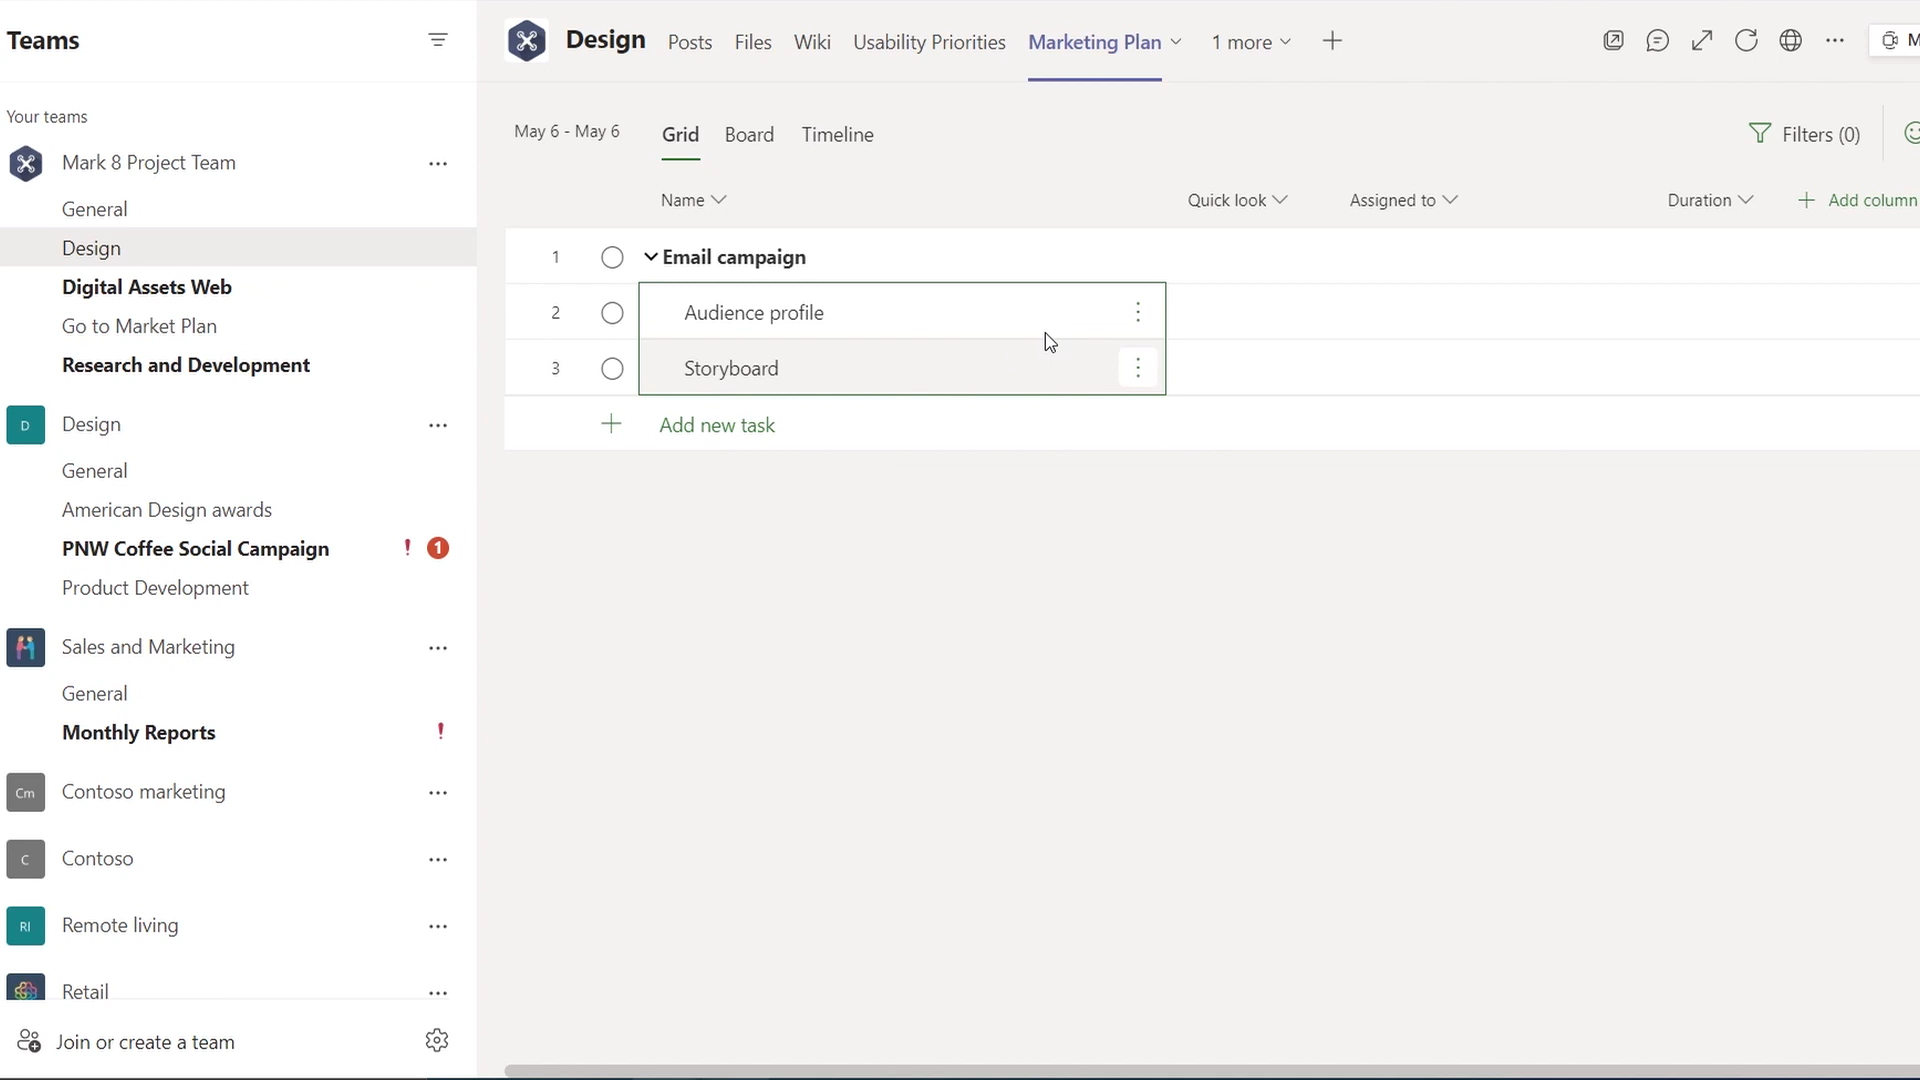 Teams
Your teams
Mark 8 Project Team
General
Design
Digital Assets Web
Go to Market Plan
Research and Development
D Design
General
American Design awards
PNW Coffee Social Campaign ! 1
Product Development
Sales and Marketing
General
Monthly Reports !
Cm Contoso marketing
C Contoso
RI Remote living
Retail
Join or create a team
Design Posts Files Wiki Usability Priorities Marketing Plan 1 more
May 6 - May 6 Grid Board Timeline Filters (0)
Name Quick look Assigned to Duration Add column
1 Email campaign
2 Audience profile
3 Storyboard
Add new task